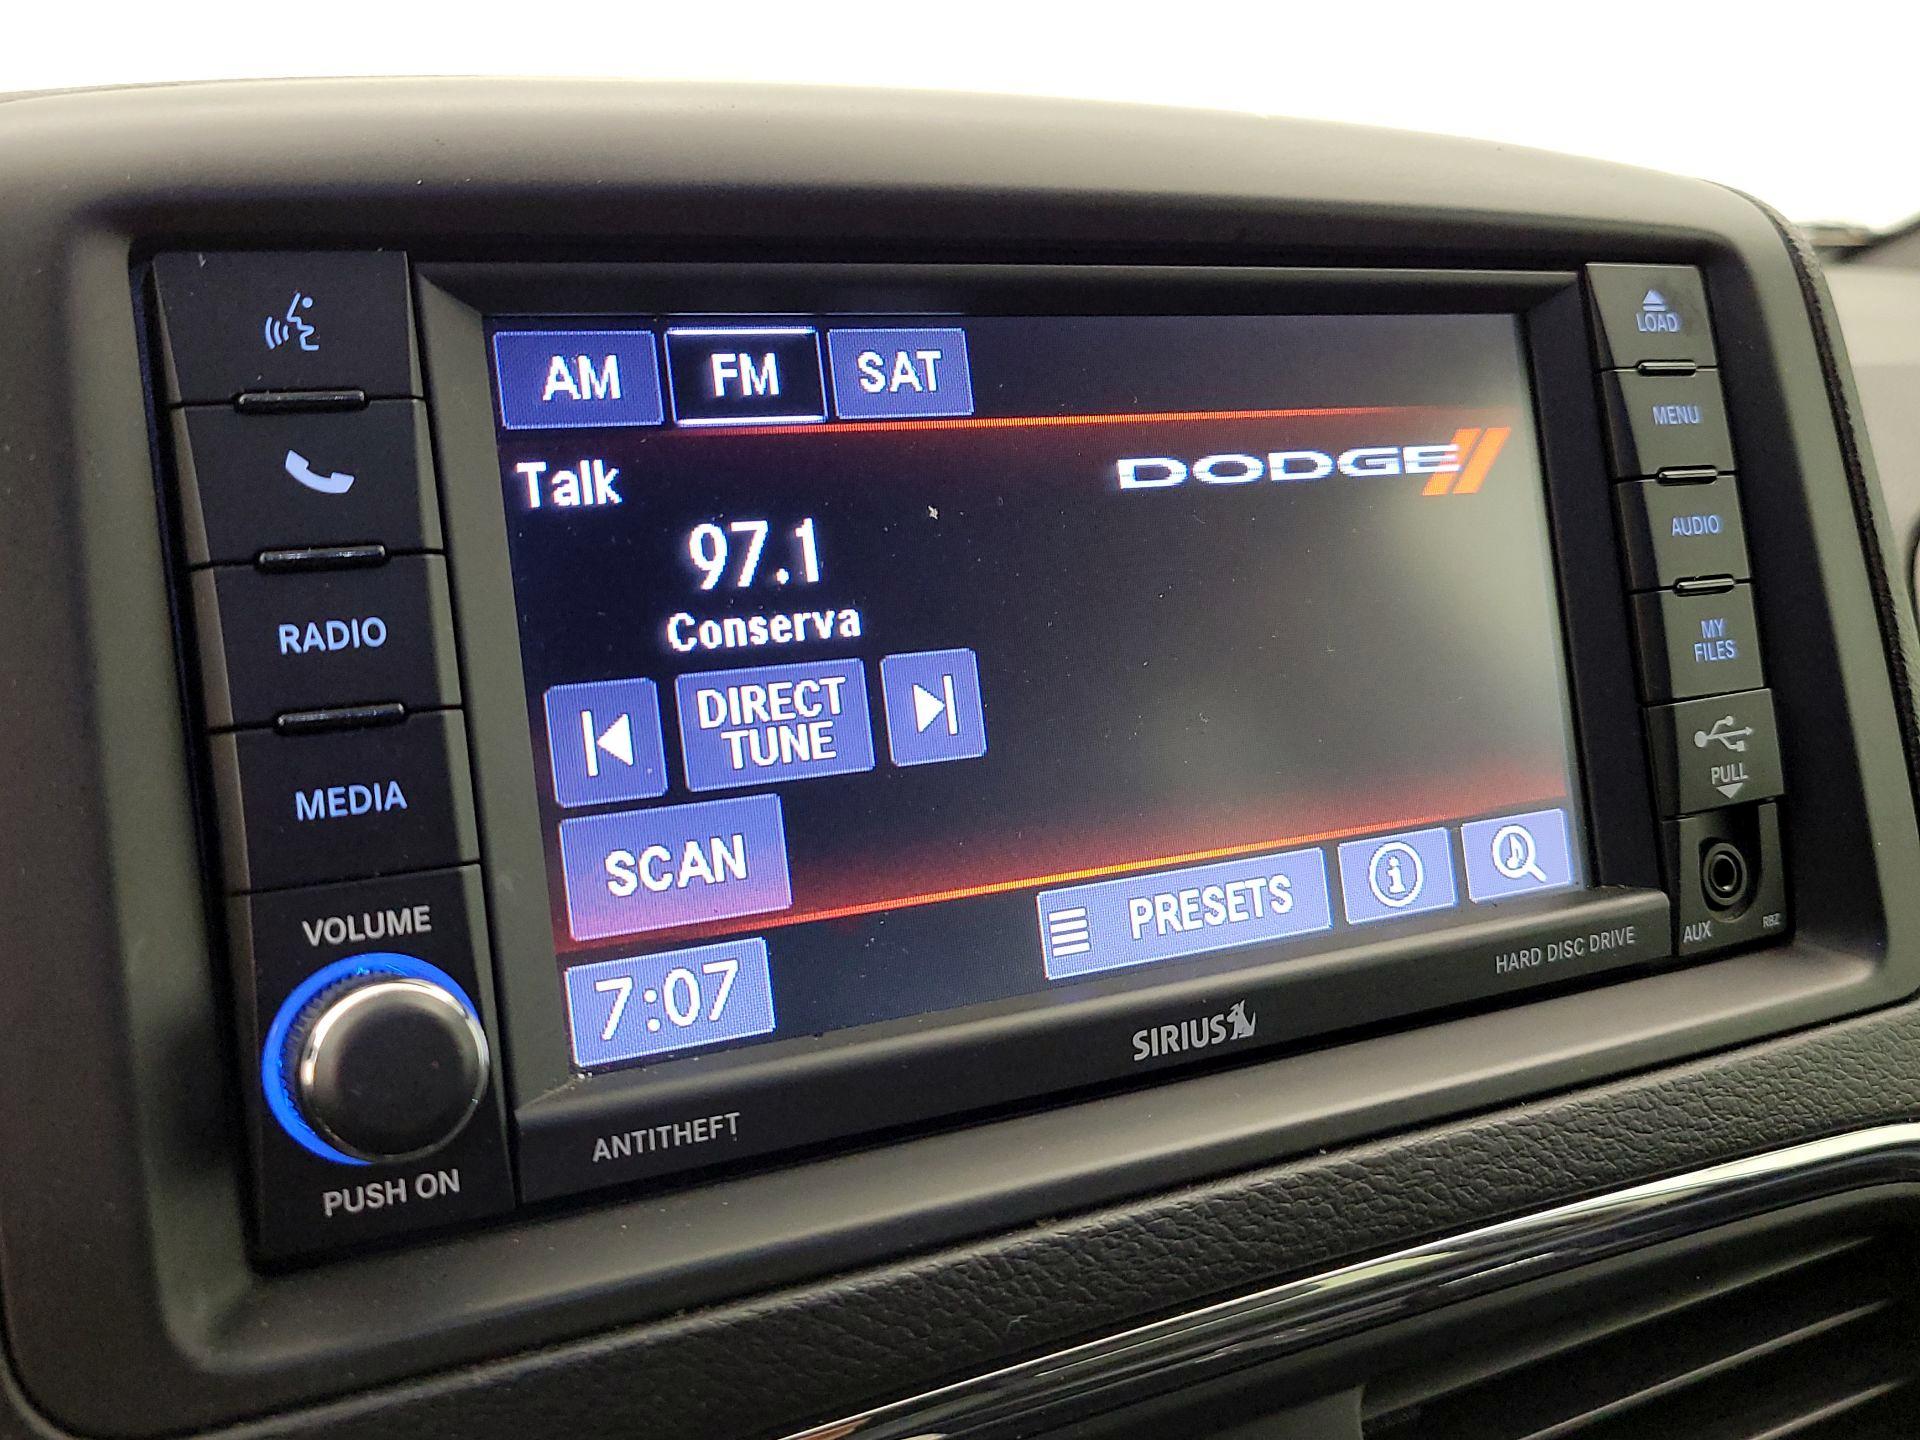 LOAD
AM FM SAT
MENU
Talk
DODGE
97.1
AUDIO
Conserva
RADIO
MY
FILES
DIRECT
TUNE
MEDIA
PULL
SCAN
PRESETS
VOLUME
AUX
RBZ
HARD DISC DRIVE
7:07
SIRIUS
ANTITHEFT
PUSH ON